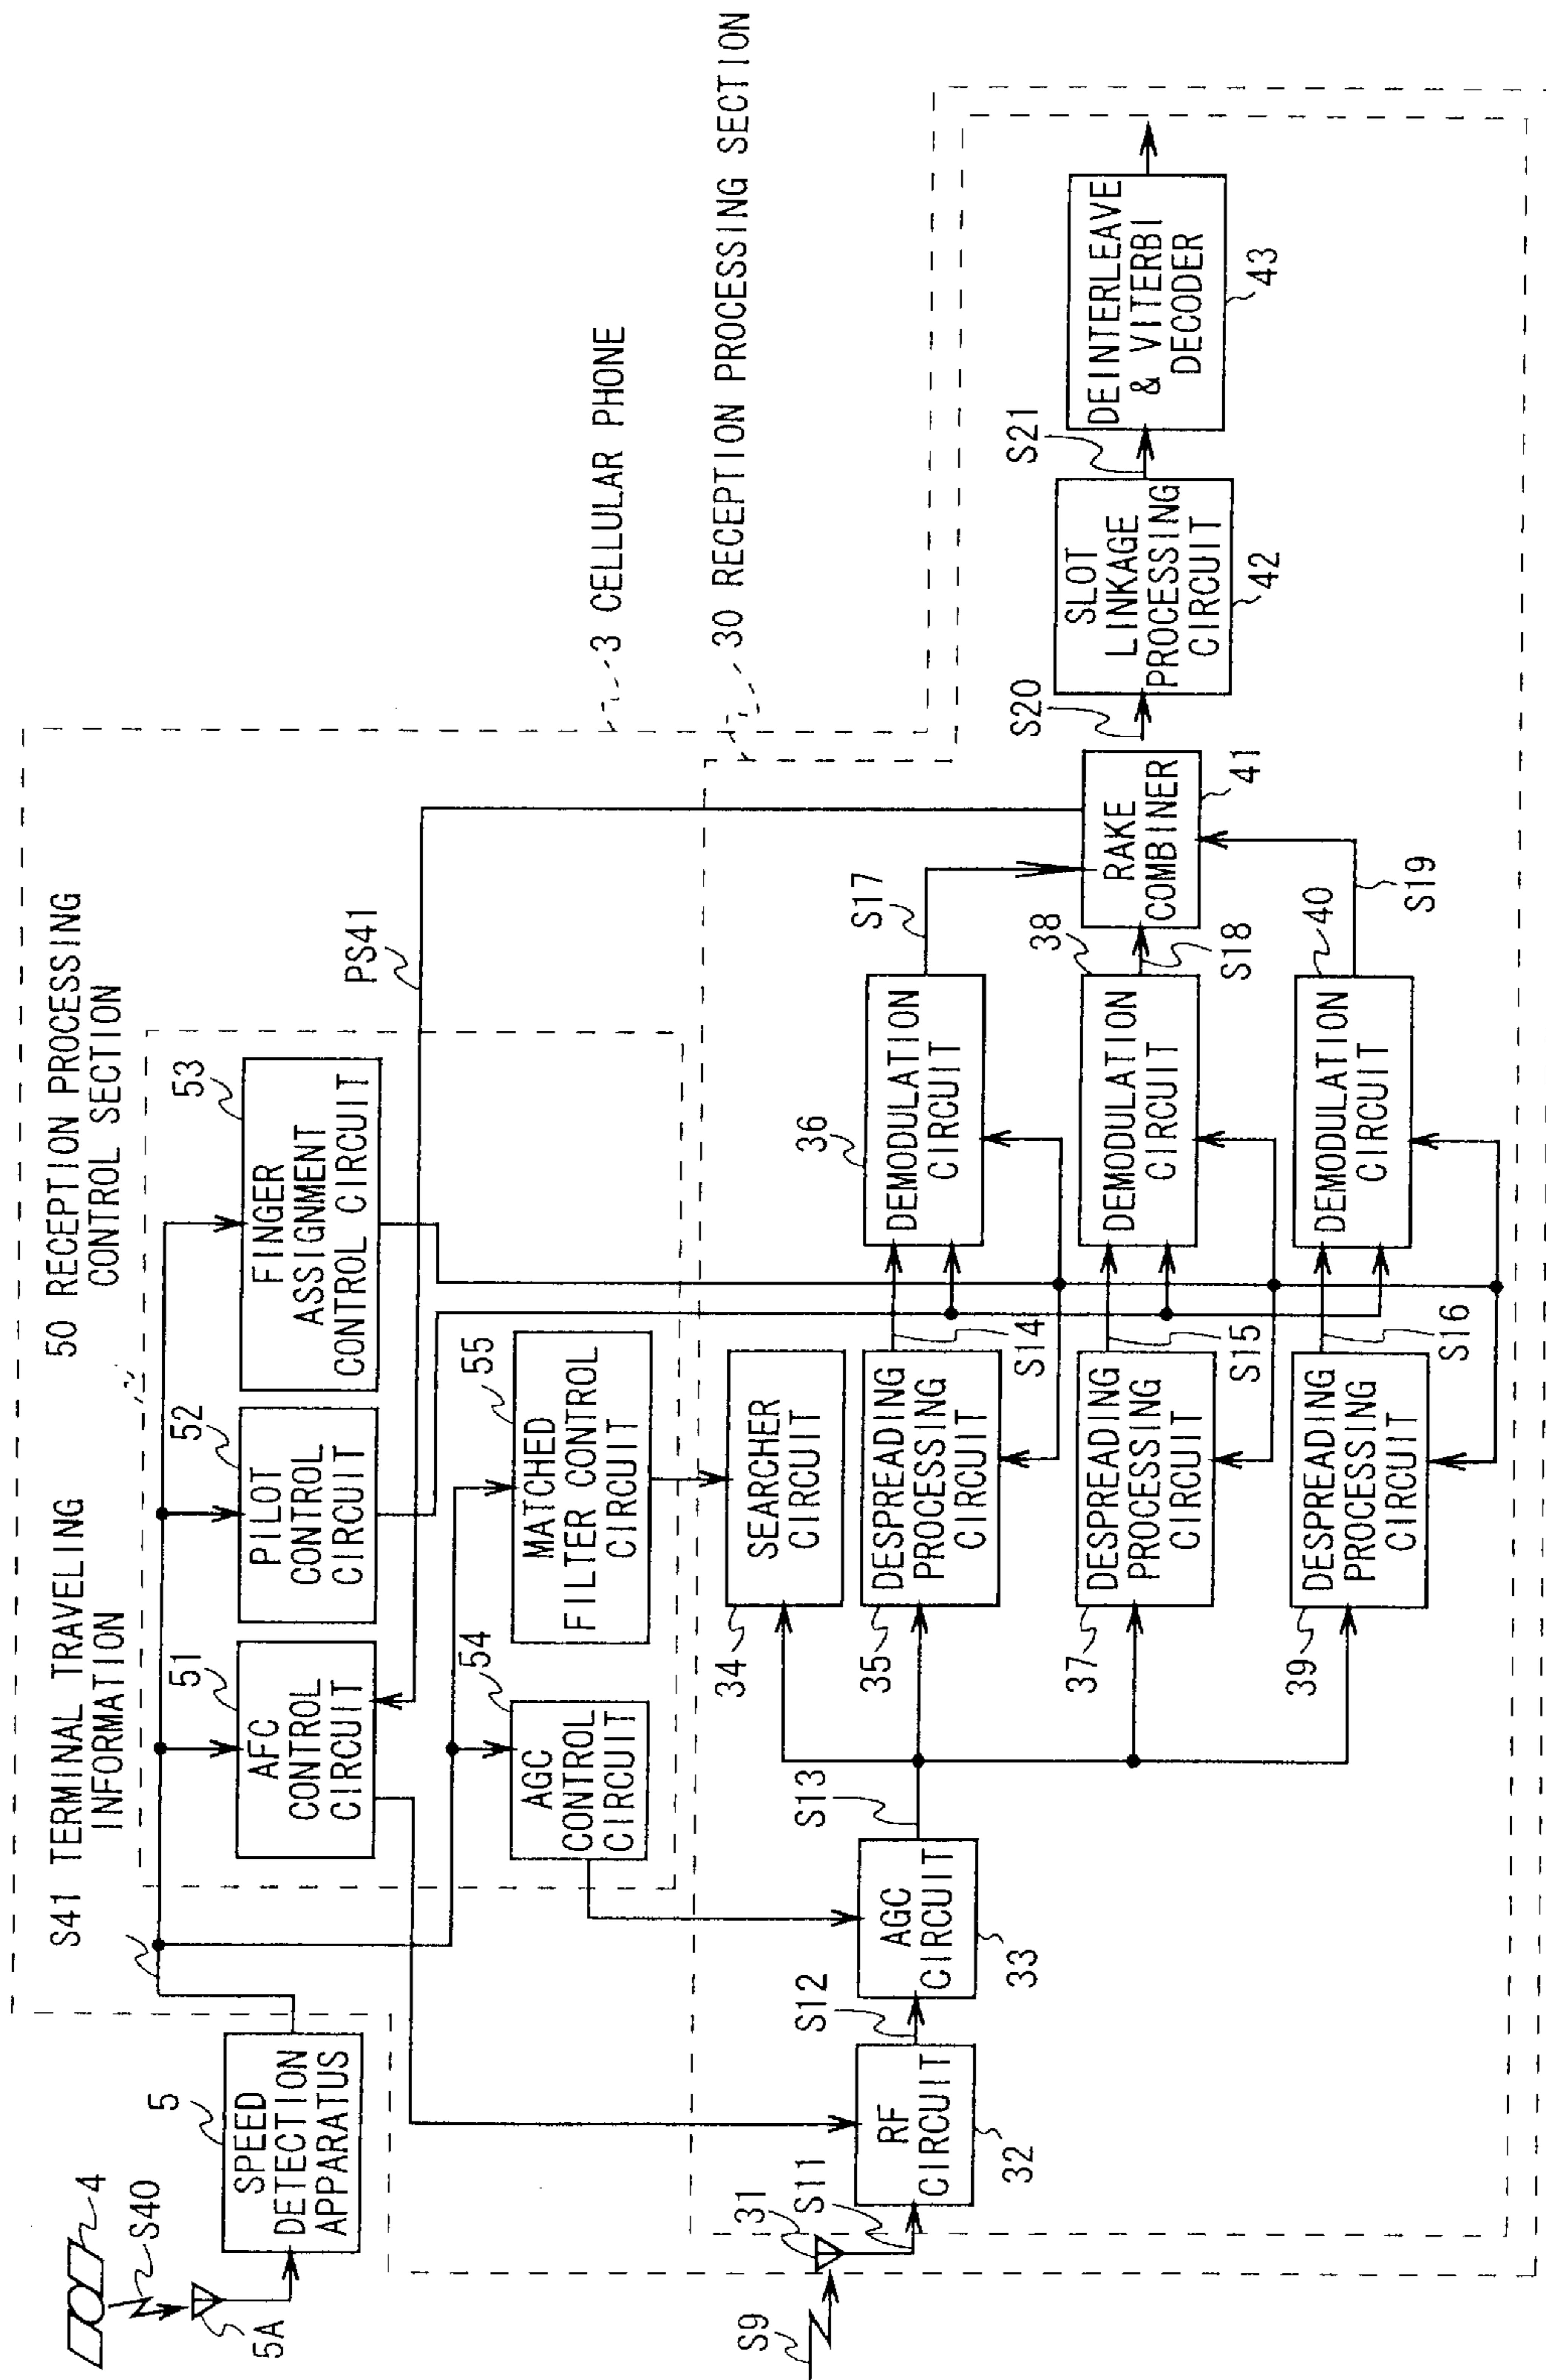 50 RECEPTION PROCESSING
CONTROL SECTION
S41 TERMINAL TRAVELING
INFORMATION
4
S40
5A
5
SPEED
DETECTION
APPARATUS
51
AFC
CONTROL
CIRCUIT
52
PILOT
CONTROL
CIRCUIT
53
FINGER
ASSIGNMENT
CONTROL CIRCUIT
PS41
54
AGC
CONTROL
CIRCUIT
55
MATCHED
FILTER CONTROL
CIRCUIT
3 CELLULAR PHONE
30 RECEPTION PROCESSING SECTION
S9
31
S11
RF
CIRCUIT
32
S12
AGC
CIRCUIT
33
S13
34
SEARCHER
CIRCUIT
35
DESPREADING
PROCESSING
CIRCUIT
S14
36
DEMODULATION
CIRCUIT
S17
37
DESPREADING
PROCESSING
CIRCUIT
S15
38
DEMODULATION
CIRCUIT
S18
39
DESPREADING
PROCESSING
CIRCUIT
S16
40
DEMODULATION
CIRCUIT
S19
RAKE
COMBINER
41
S20
SLOT
LINKAGE
PROCESSING
CIRCUIT
42
S21
DEINTERLEAVE
& VITERBI
DECODER
43